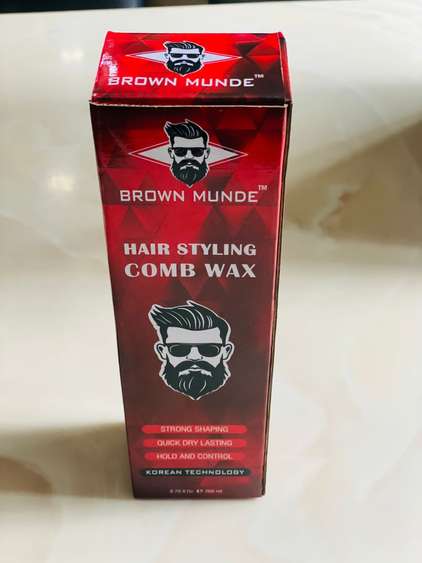 BROWN MUNDE™
BROWN MUNDE™
HAIR STYLING
COMB WAX
STRONG SHAPING
QUICK DRY LASTING
HOLD AND CONTROL
KOREAN TECHNOLOGY